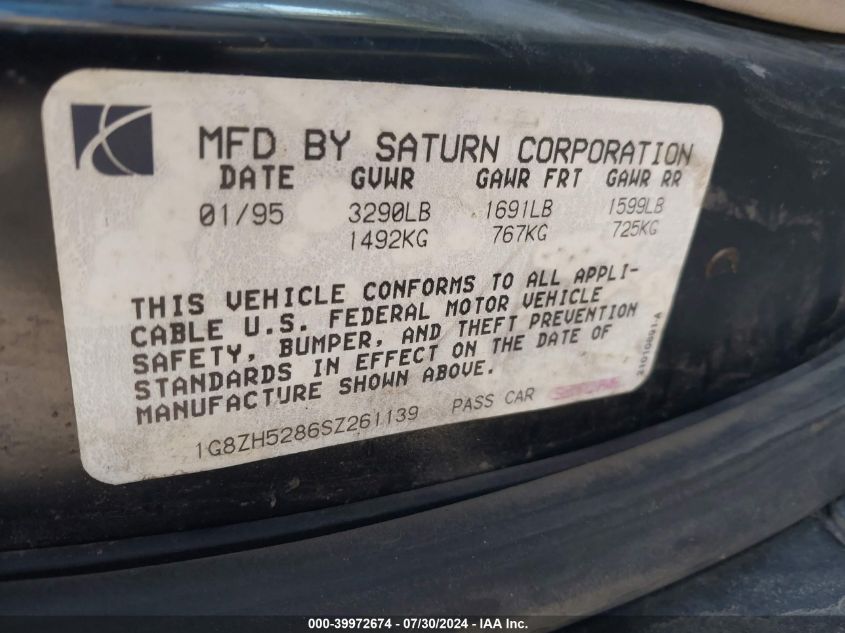 MFD BY SATURN CORPORATION
DATE GVWR GAWR FRT GAWR RR
01/95 3290LB 1691LB 1599LB
1492KG 767KG 725KG
THIS VEHICLE CONFORMS TO ALL APPLI-
CABLE U.S. FEDERAL MOTOR VEHICLE
SAFETY, BUMPER, AND THEFT PREVENTION
STANDARDS IN EFFECT ON THE DATE OF
MANUFACTURE SHOWN ABOVE.
1G8ZH5286SZ261139 PASS CAR
000-39972674 / 07/30/2024 / IAA Inc.